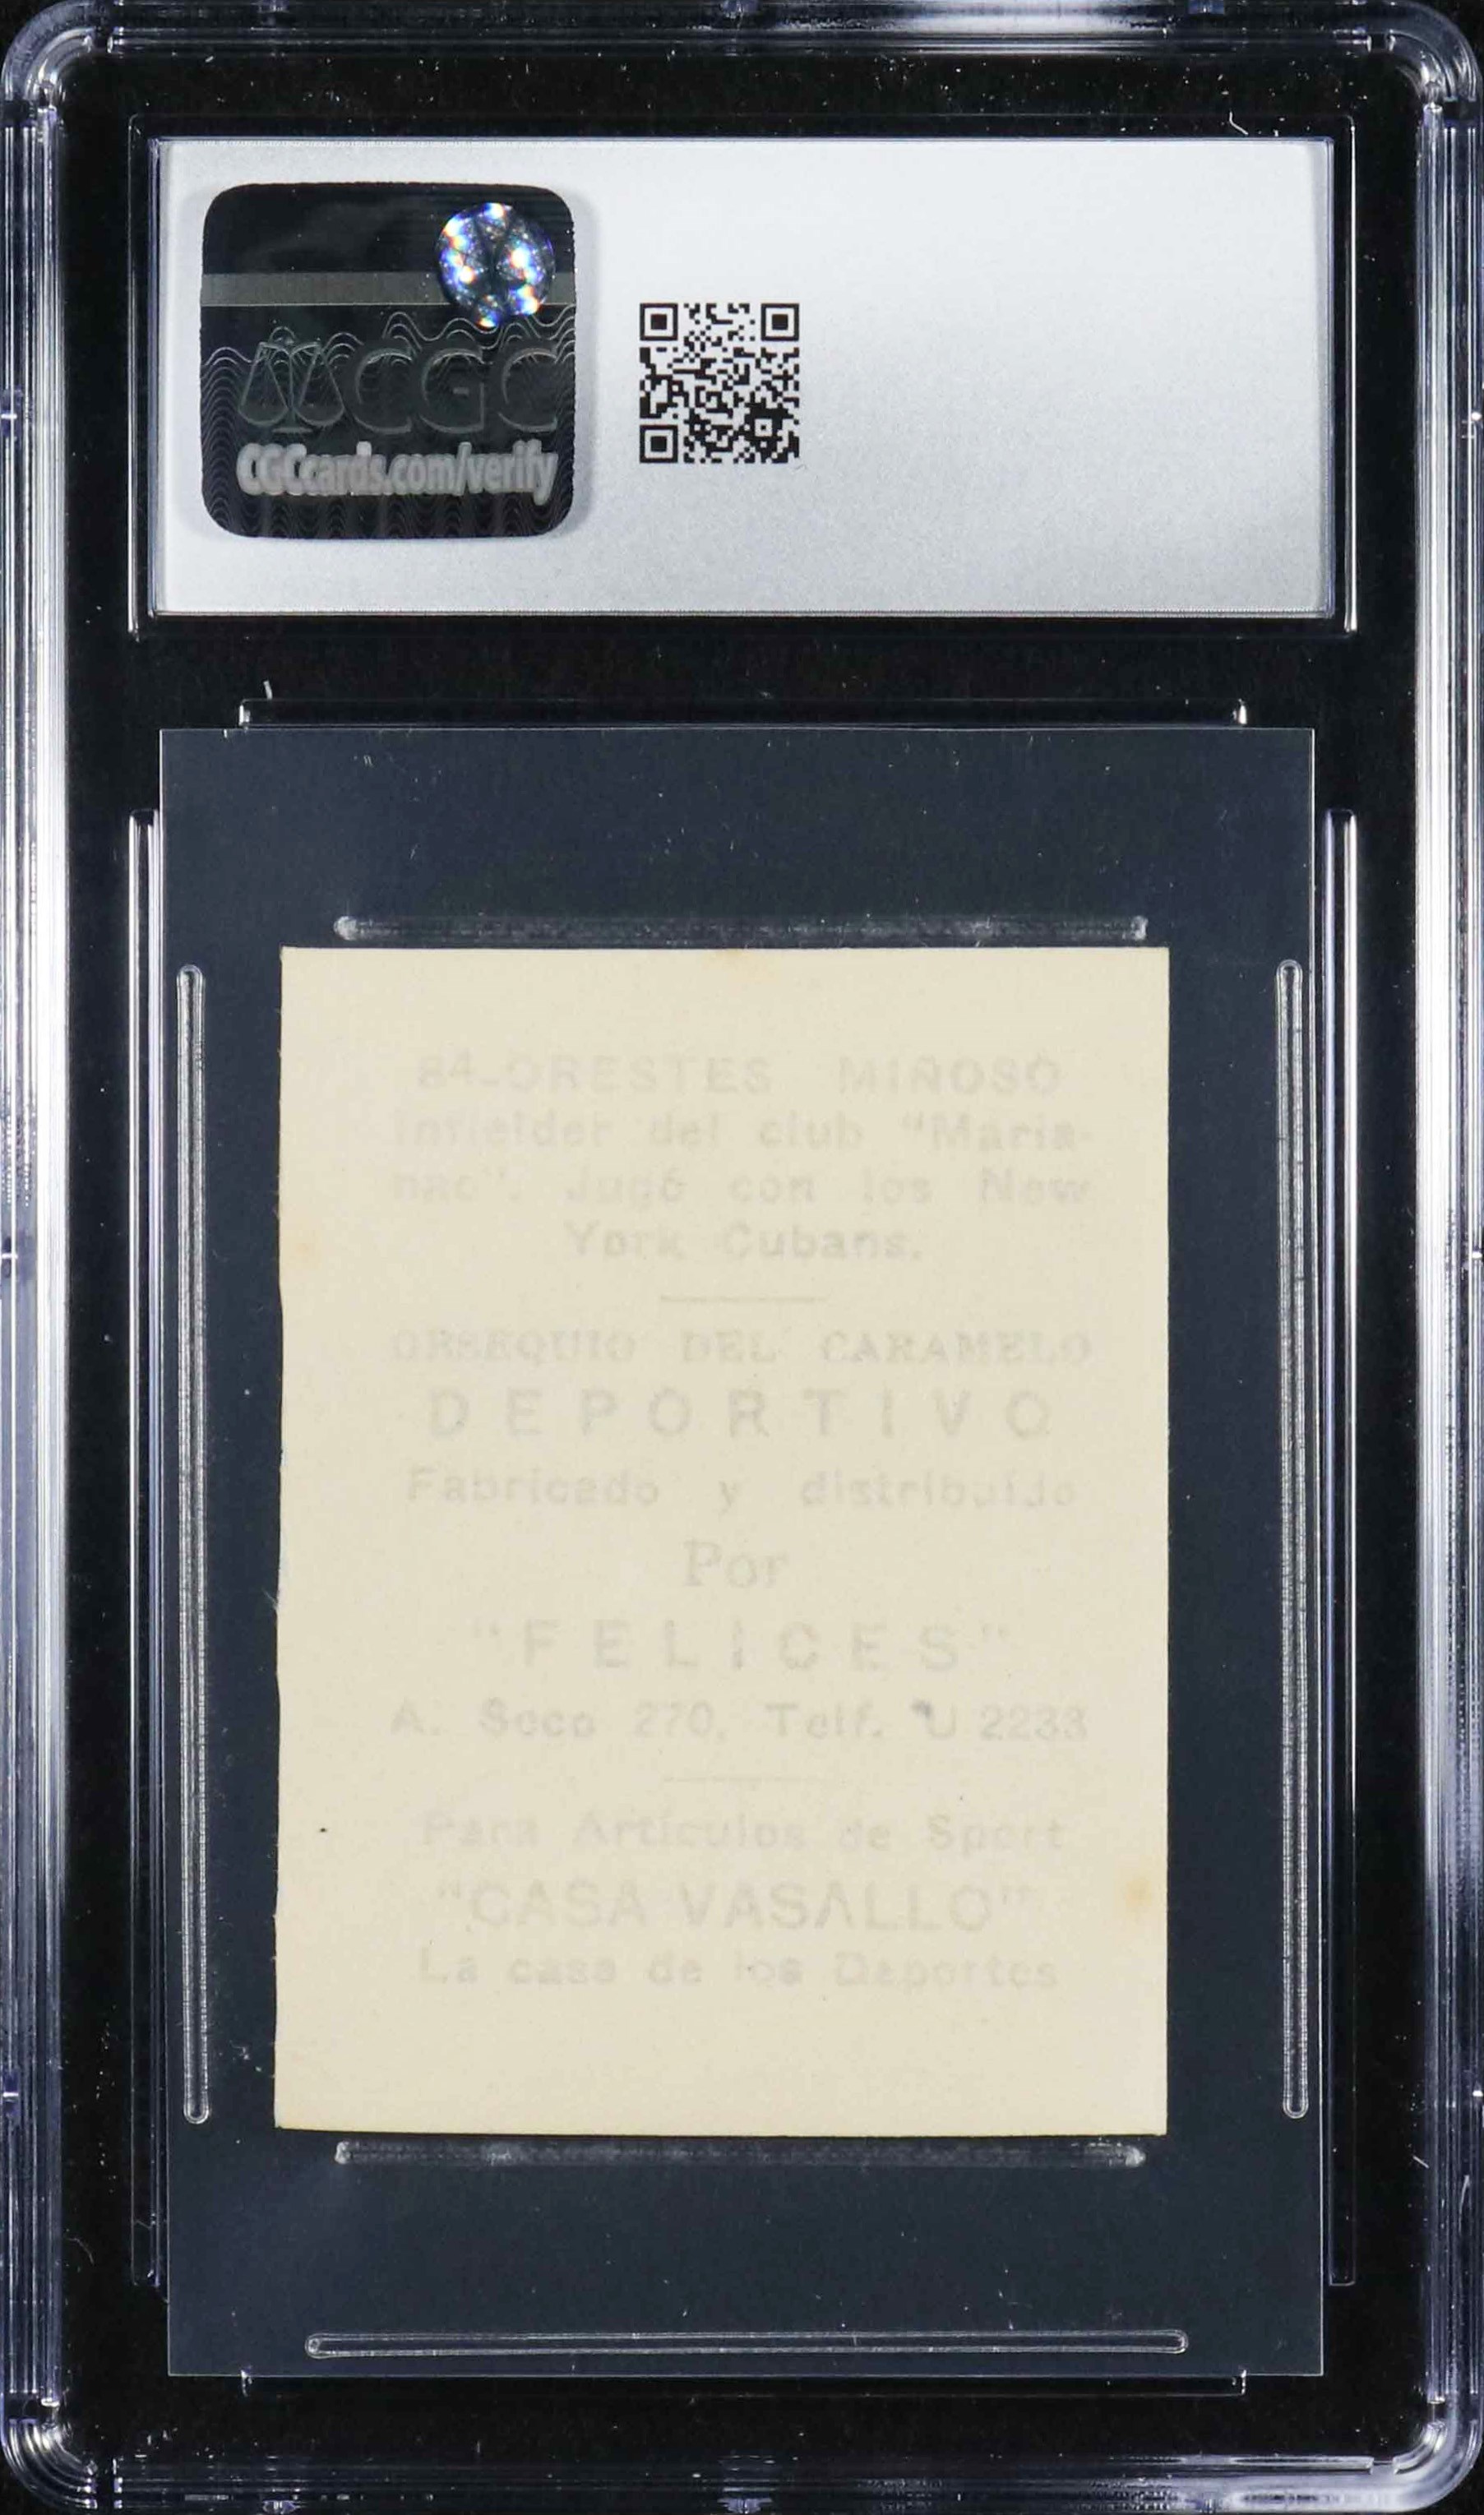 CGC
CGCcards.com/verify
84-ORESTES MIÑOSO
Infielder del club "Maria-
nao". Jugó con los New
York Cubans.
OBSEQUIO DEL CARAMELO
DEPORTIVO
Fabricado y distribuído
Por
"FELICES"
A. Seco 270. Telf. U 2233
Para Artículos de Sport
"CASA VASALLO"
La casa de los Deportes